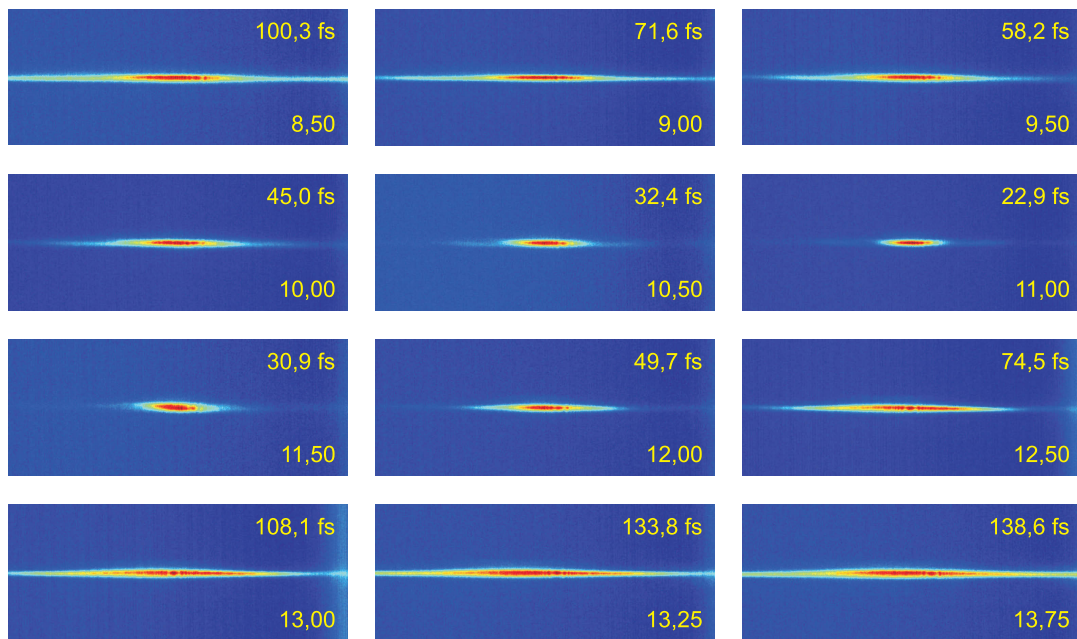 100,3 fs
8,50
71,6 fs
9,00
58,2 fs
9,50
45,0 fs
10,00
32,4 fs
10,50
22,9 fs
11,00
30,9 fs
11,50
49,7 fs
12,00
74,5 fs
12,50
108,1 fs
13,00
133,8 fs
13,25
138,6 fs
13,75